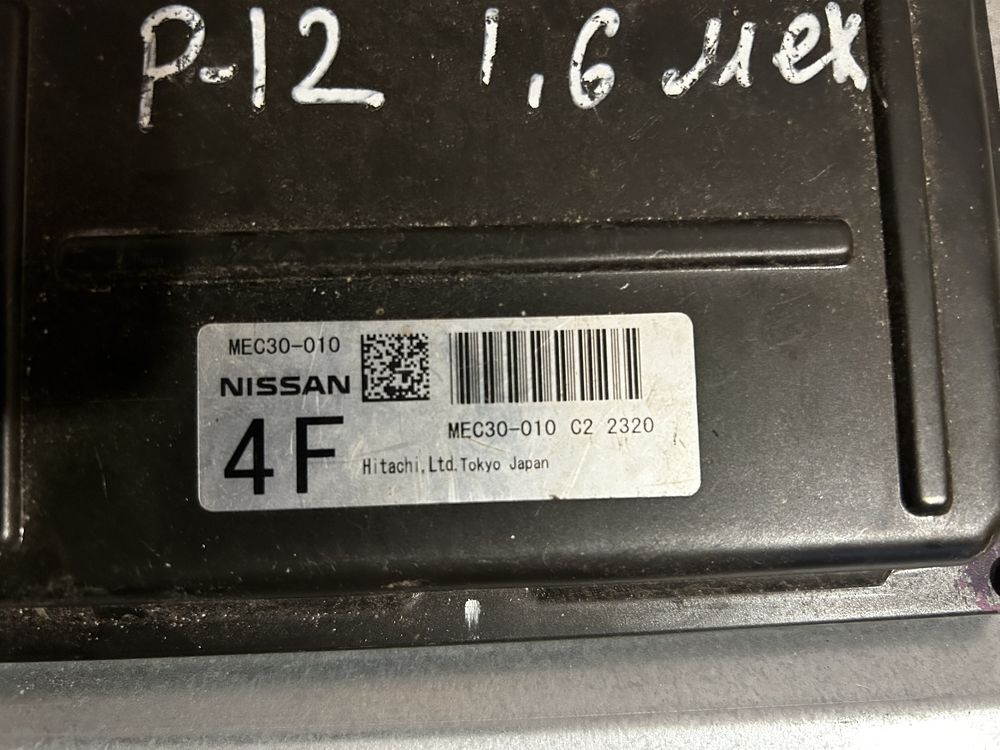 P-12 1,6 мех
MEC30-010
NISSAN
4F
MEC30-010 C2 2320
Hitachi,Ltd.Tokyo Japan